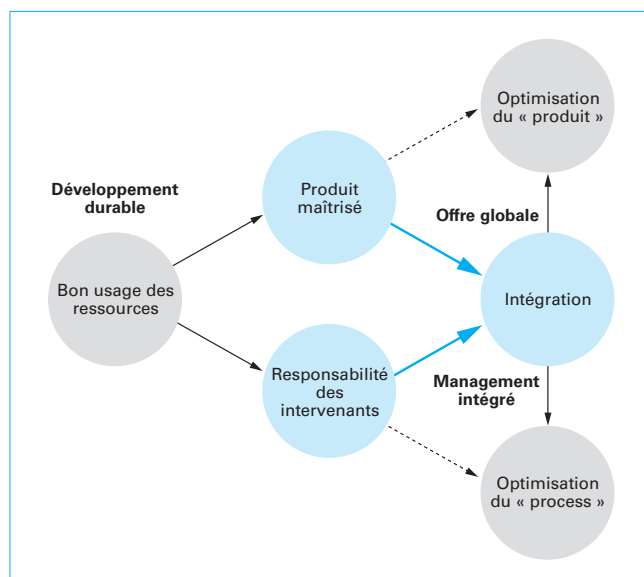 Optimisation
du « produit »
Développement
durable
Produit
maîtrisé
Offre globale
Bon usage des
ressources
Intégration
Responsabilité
des
intervenants
Management
intégré
Optimisation
du « process »